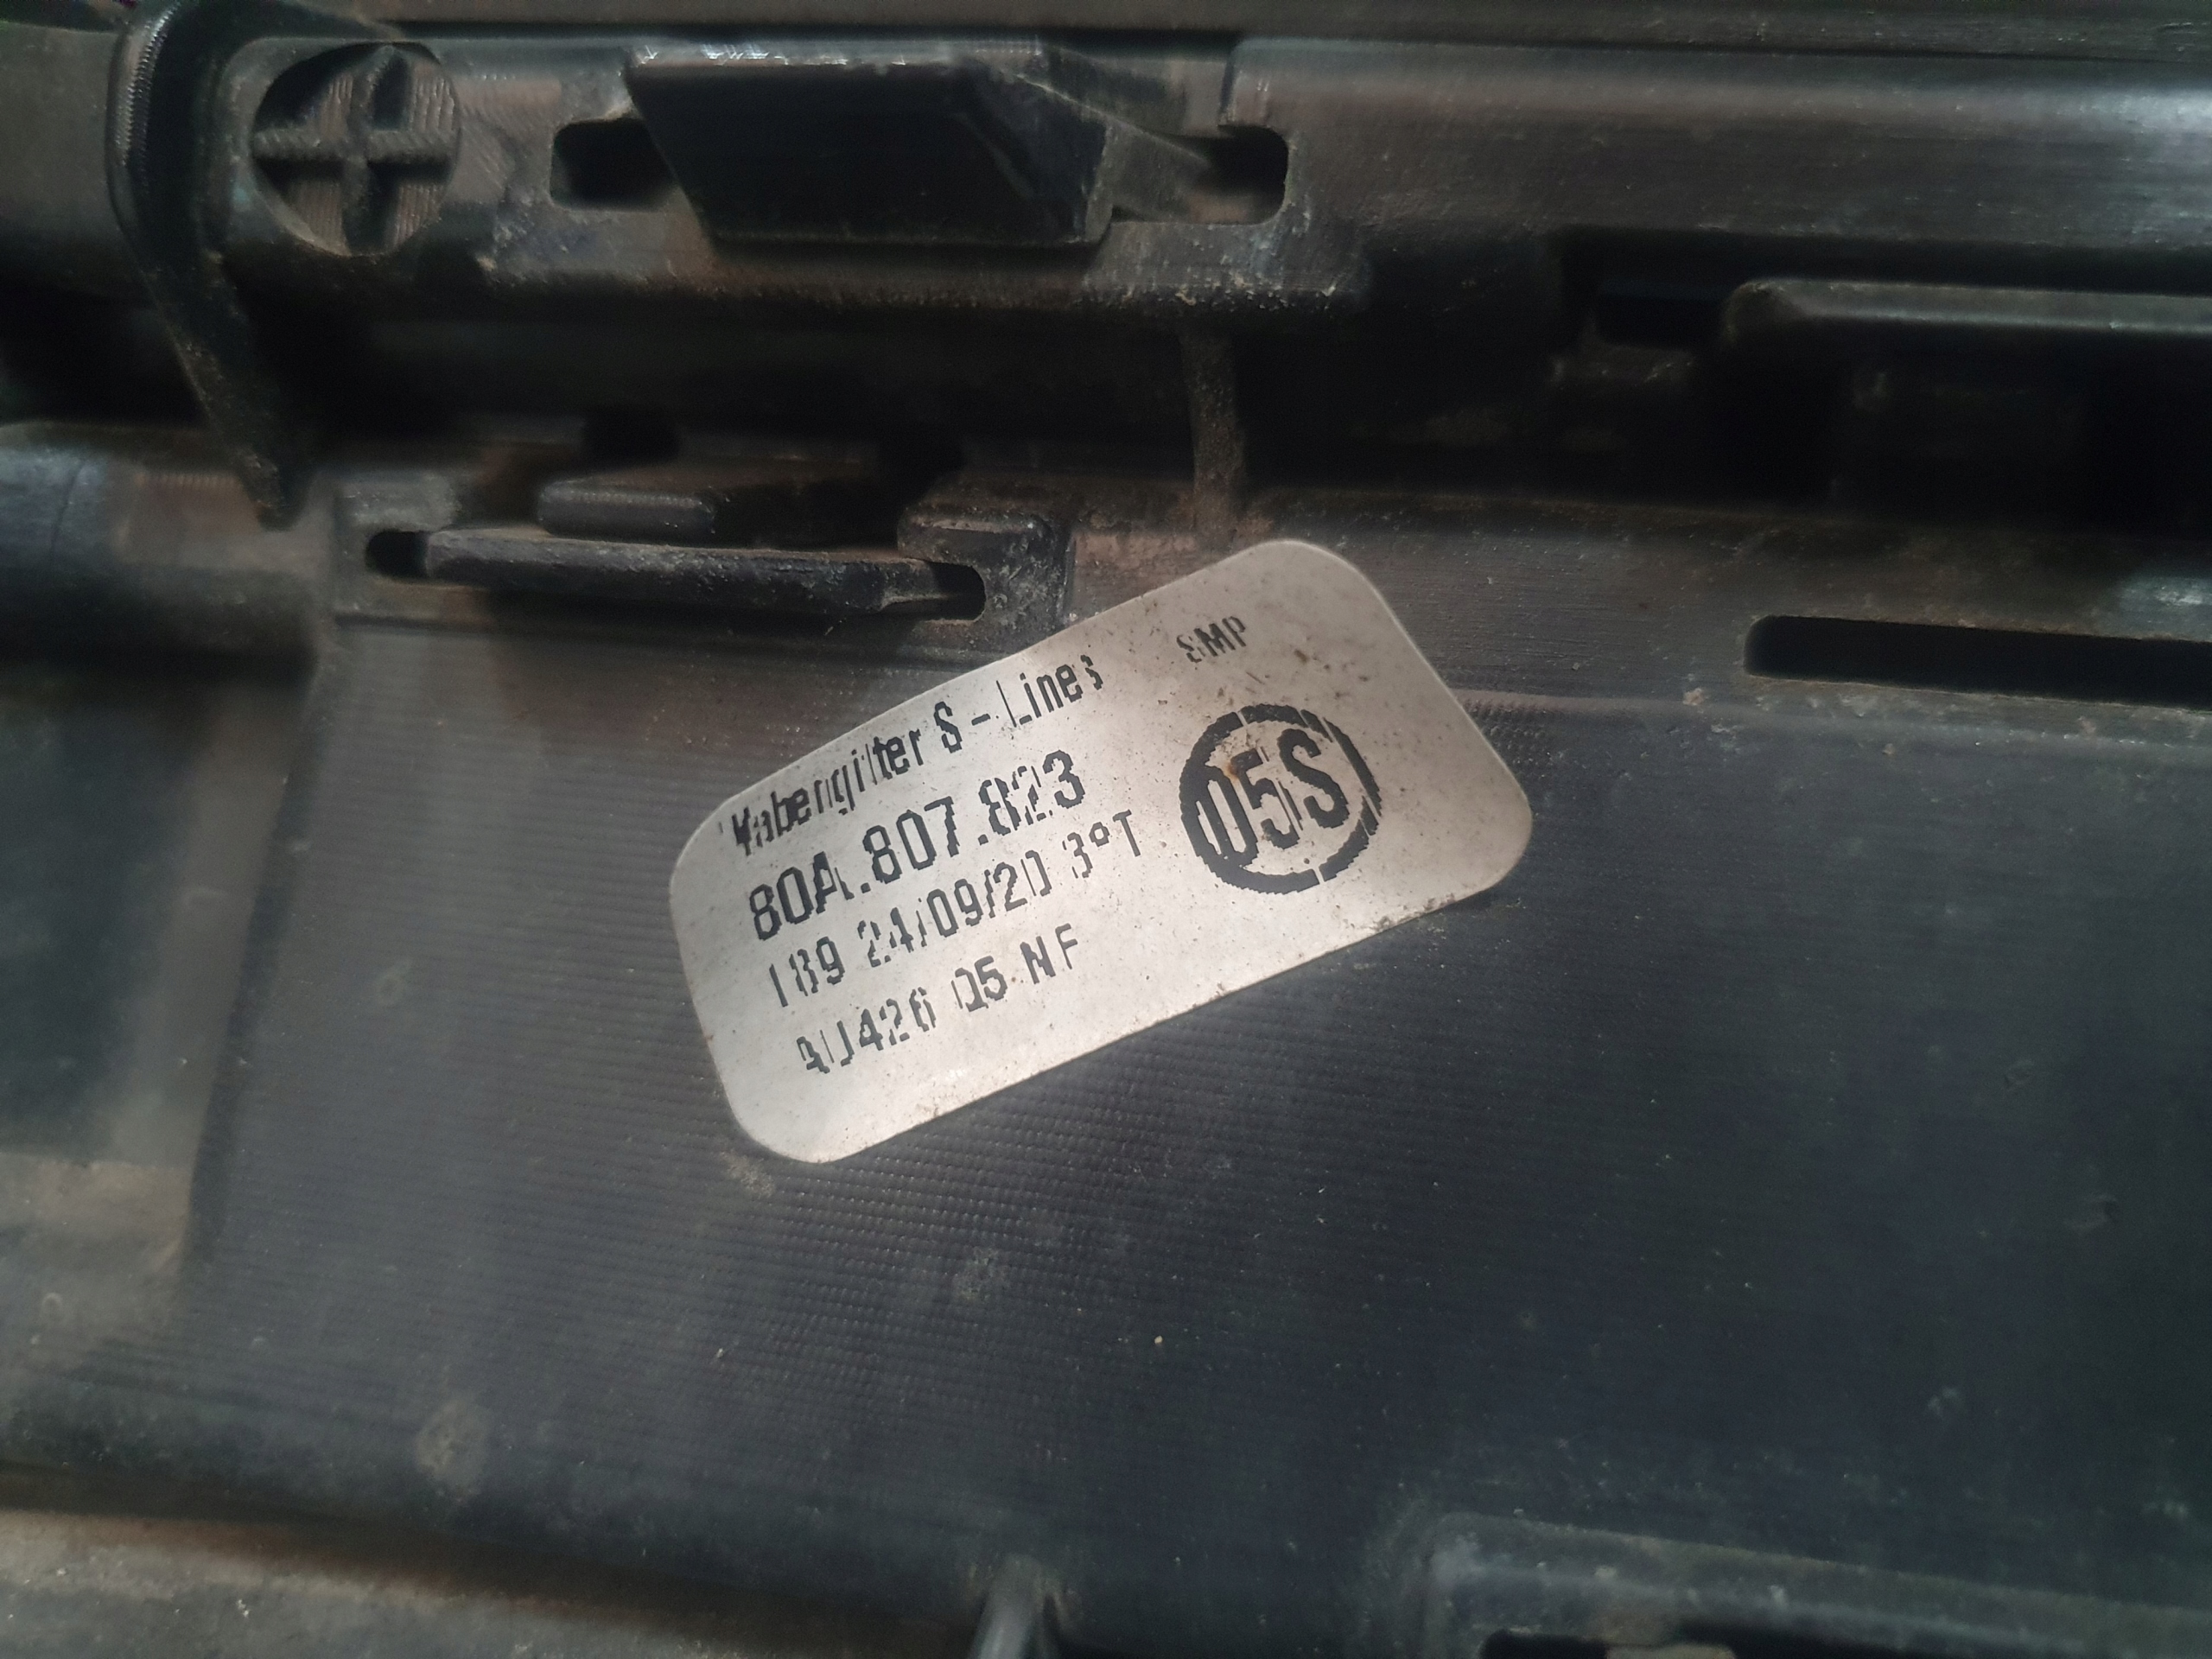 Wabengitter S-Lines
SMP
80A.807.823
05S
189 24/09/20 3°T
AU426 Q5 NF